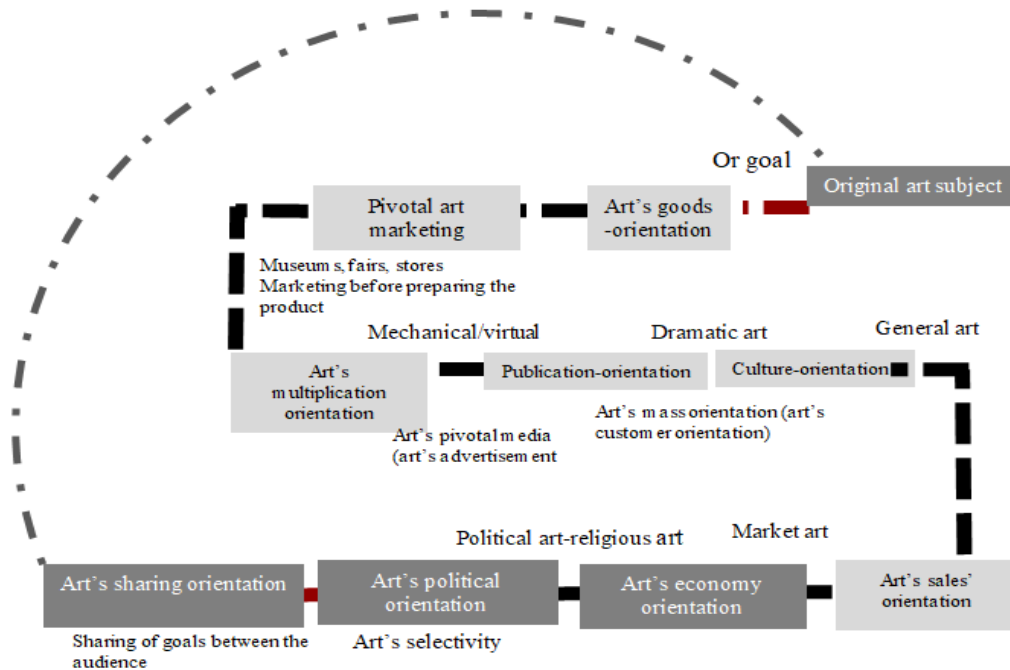 Or goal
Original art subject
Pivotal art
marketing
Art's goods
-orientation
Museums, fairs, stores
Marketing before preparing the
product
Mechanical/virtual
Dramatic art
General art
Art's
multiplication
orientation
Publication-orientation
Culture-orientation
Art's pivotal media
(art's advertisement
Art's mass orientation (art's
customer orientation)
Political art-religious art
Market art
Art's sharing orientation
Art's political
orientation
Art's economy
orientation
Art's sales'
orientation
Sharing of goals between the
audience
Art's selectivity